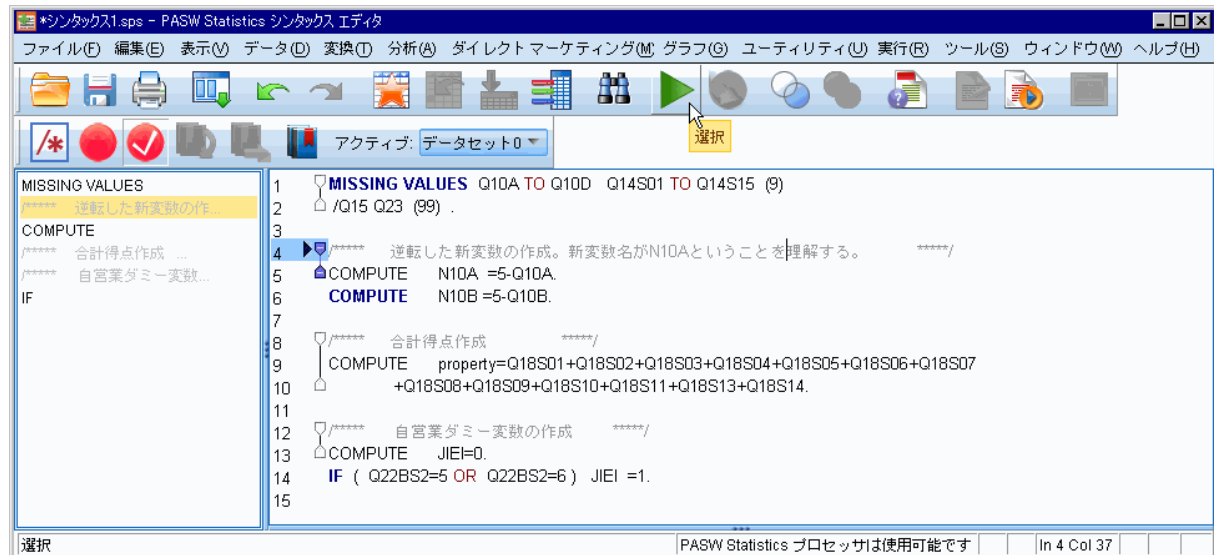 *シンタックス1.sps - PASW Statistics シンタックス エディタ
ファイル(F) 編集(E) 表示(V) データ(D) 変換(T) 分析(A) ダイレクト マーケティング(M) グラフ(G) ユーティリティ(U) 実行(R) ツール(S) ウィンドウ(W) ヘルプ(H)
/* アクティブ: データセット0
選択
MISSING VALUES
/***** 逆転した新変数の作...
COMPUTE
/***** 合計得点作成 ...
/***** 自営業ダミー変数...
IF
1 MISSING VALUES Q10A TO Q10D Q14S01 TO Q14S15 (9)
2 /Q15 Q23 (99) .
3
4 /***** 逆転した新変数の作成。新変数名がN10Aということを理解する。 *****/
5 COMPUTE N10A =5-Q10A.
6 COMPUTE N10B =5-Q10B.
7
8 /***** 合計得点作成 *****/
9 COMPUTE property=Q18S01+Q18S02+Q18S03+Q18S04+Q18S05+Q18S06+Q18S07
10 +Q18S08+Q18S09+Q18S10+Q18S11+Q18S13+Q18S14.
11
12 /***** 自営業ダミー変数の作成 *****/
13 COMPUTE JIEI=0.
14 IF ( Q22BS2=5 OR Q22BS2=6 ) JIEI =1.
15
選択 PASW Statistics プロセッサは使用可能です In 4 Col 37